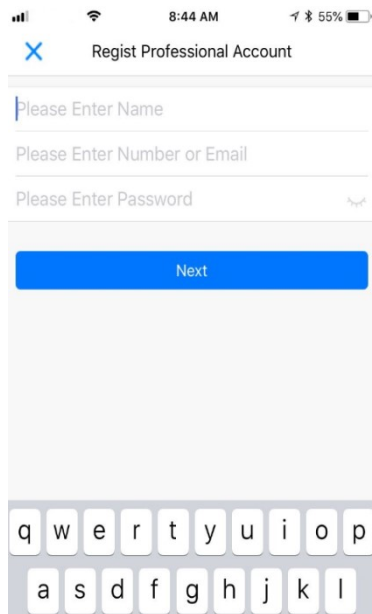 8:44 AM 55%
Regist Professional Account
Please Enter Name
Please Enter Number or Email
Please Enter Password
Next
q w e r t y u i o p
a s d f g h j k l